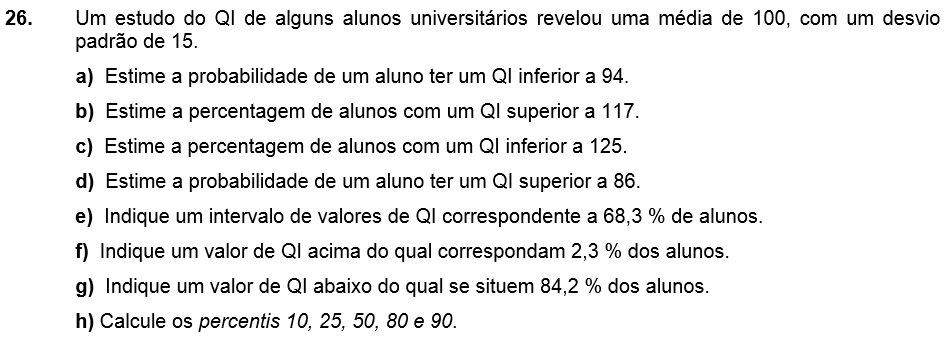 26. Um estudo do QI de alguns alunos universitários revelou uma média de 100, com um desvio
padrão de 15.
a) Estime a probabilidade de um aluno ter um QI inferior a 94.
b) Estime a percentagem de alunos com um QI superior a 117.
c) Estime a percentagem de alunos com um QI inferior a 125.
d) Estime a probabilidade de um aluno ter um QI superior a 86.
e) Indique um intervalo de valores de QI correspondente a 68,3 % de alunos.
f) Indique um valor de QI acima do qual correspondam 2,3 % dos alunos.
g) Indique um valor de QI abaixo do qual se situem 84,2 % dos alunos.
h) Calcule os percentis 10, 25, 50, 80 e 90.